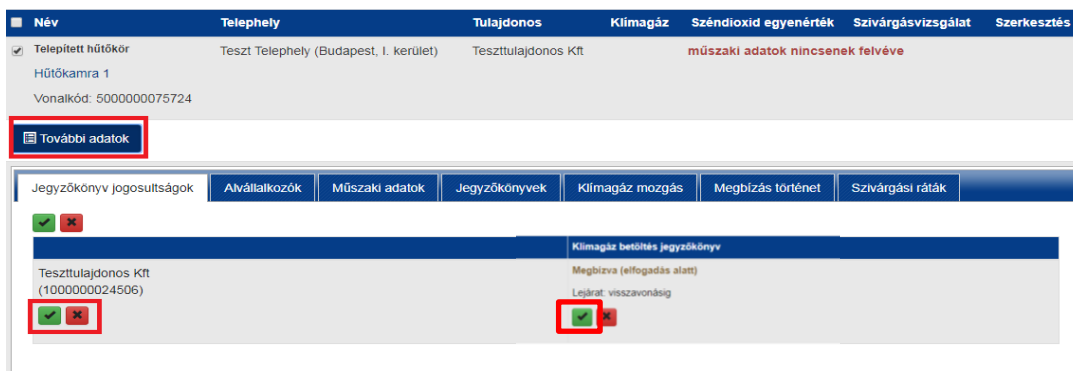 Név Telephely Tulajdonos Klímagáz Széndioxid egyenérték Szivárgásvizsgálat Szerkesztés
Telepített hűtőkör Teszt Telephely (Budapest, I. kerület) Teszttulajdonos Kft műszaki adatok nincsenek felvéve
Hűtőkamra 1
Vonalkód: 5000000075724
További adatok
Jegyzőkönyv jogosultságok Alvállalkozók Műszaki adatok Jegyzőkönyvek Klímagáz mozgás Megbízás történet Szivárgási ráták
Klímagáz betöltés jegyzőkönyv
Teszttulajdonos Kft Megbízva (elfogadás alatt)
(1000000024506) Lejárat: visszavonásig